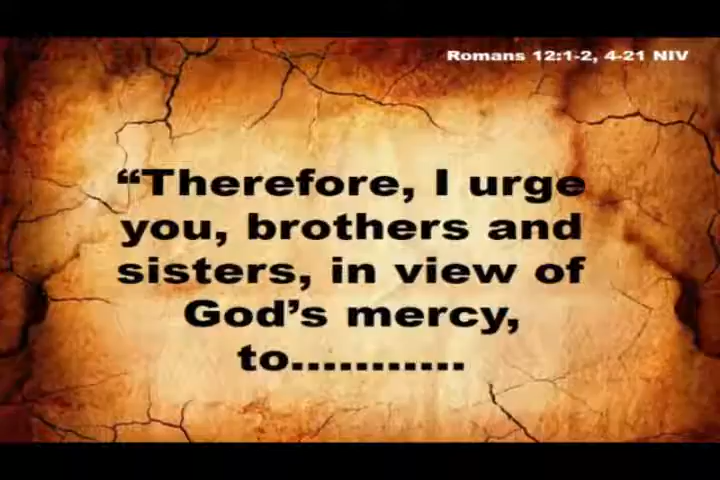 Romans 12:1-2, 4-21 NIV
“Therefore, I urge
you, brothers and
sisters, in view of
God’s mercy,
to...........